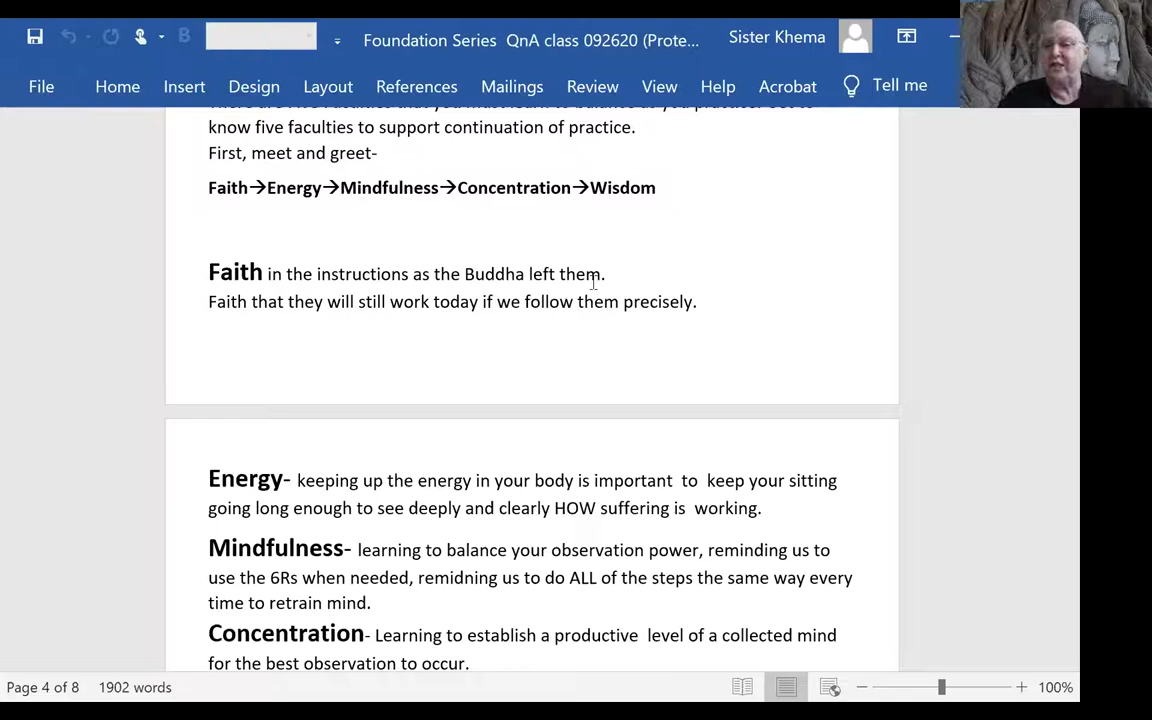 Foundation Series QnA class 092620 (Prote...
Sister Khema
File Home Insert Design Layout References Mailings Review View Help Acrobat Tell me
know five faculties to support continuation of practice.
First, meet and greet-
Faith→Energy→Mindfulness→Concentration→Wisdom
Faith in the instructions as the Buddha left them.
Faith that they will still work today if we follow them precisely.
Energy- keeping up the energy in your body is important to keep your sitting
going long enough to see deeply and clearly HOW suffering is working.
Mindfulness- learning to balance your observation power, reminding us to
use the 6Rs when needed, remidning us to do ALL of the steps the same way every
time to retrain mind.
Concentration- Learning to establish a productive level of a collected mind
for the best observation to occur.
Page 4 of 8 1902 words 100%